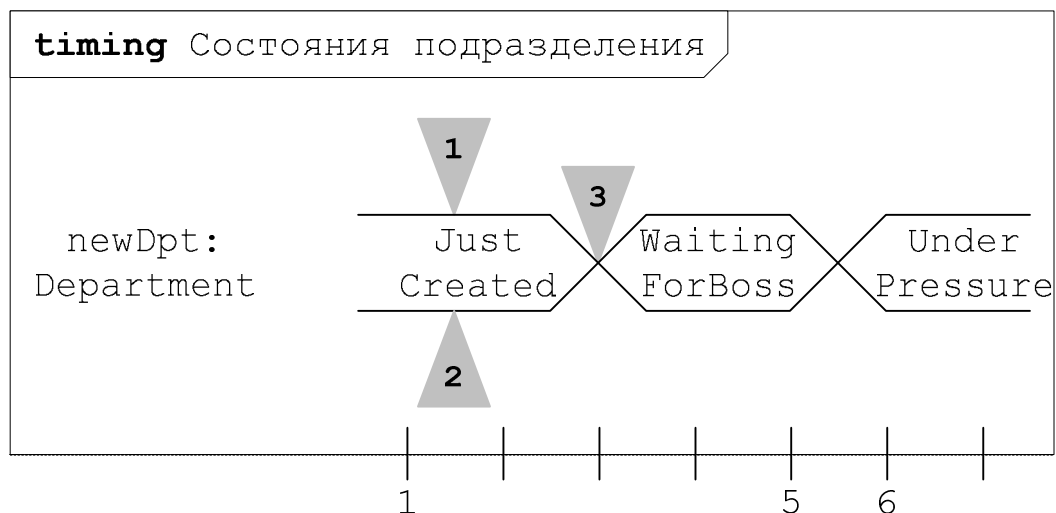 timing Состояния подразделения
1
3
newDpt:
Department
Just
Created
Waiting
ForBoss
Under
Pressure
2
1 5 6